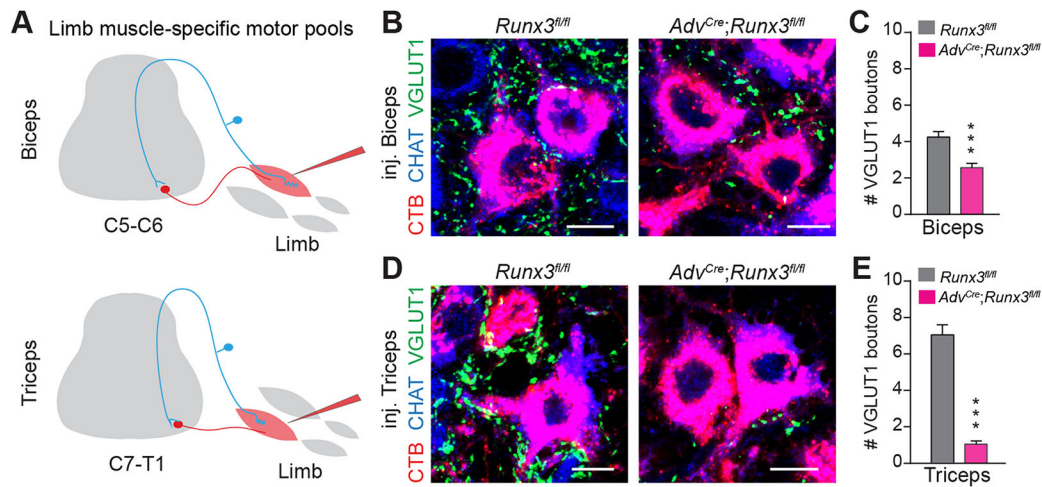 A
Limb muscle-specific motor pools
Biceps
C5-C6
Limb
Triceps
C7-T1
Limb
B
Runx3fl/fl
AdvCre;Runx3fl/fl
inj. Biceps
CTB CHAT VGLUT1
C
Runx3fl/fl
AdvCre;Runx3fl/fl
# VGLUT1 boutons
10
8
6
4
2
0
***
Biceps
D
Runx3fl/fl
AdvCre;Runx3fl/fl
inj. Triceps
CTB CHAT VGLUT1
E
Runx3fl/fl
AdvCre;Runx3fl/fl
# VGLUT1 boutons
10
8
6
4
2
0
***
Triceps